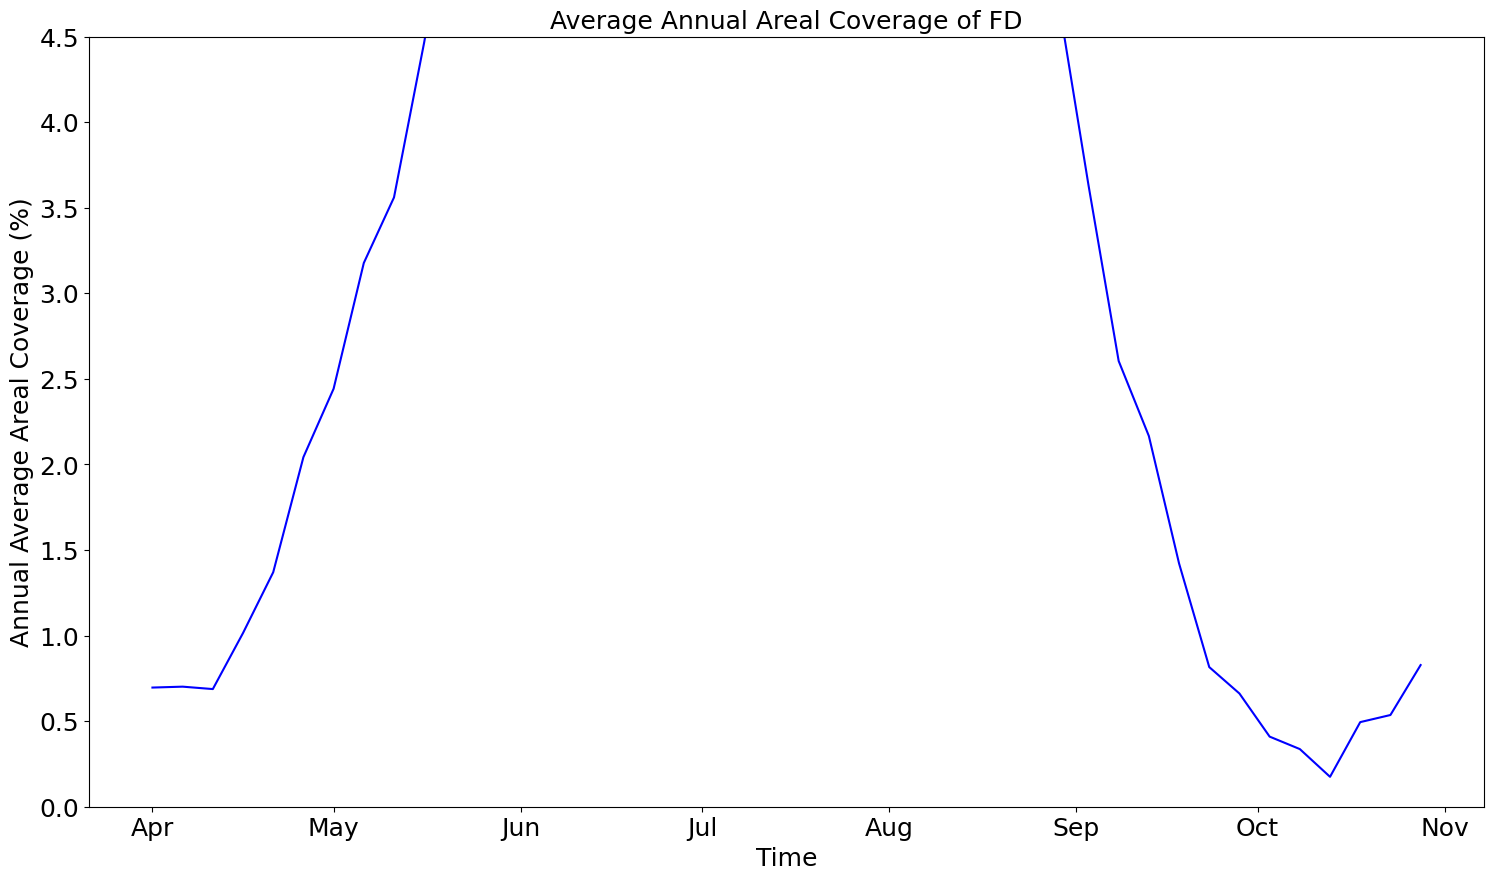 Average Annual Areal Coverage of FD
Annual Average Areal Coverage (%)
4.5
4.0
3.5
3.0
2.5
2.0
1.5
1.0
0.5
0.0
Apr May Jun Jul Aug Sep Oct Nov
Time